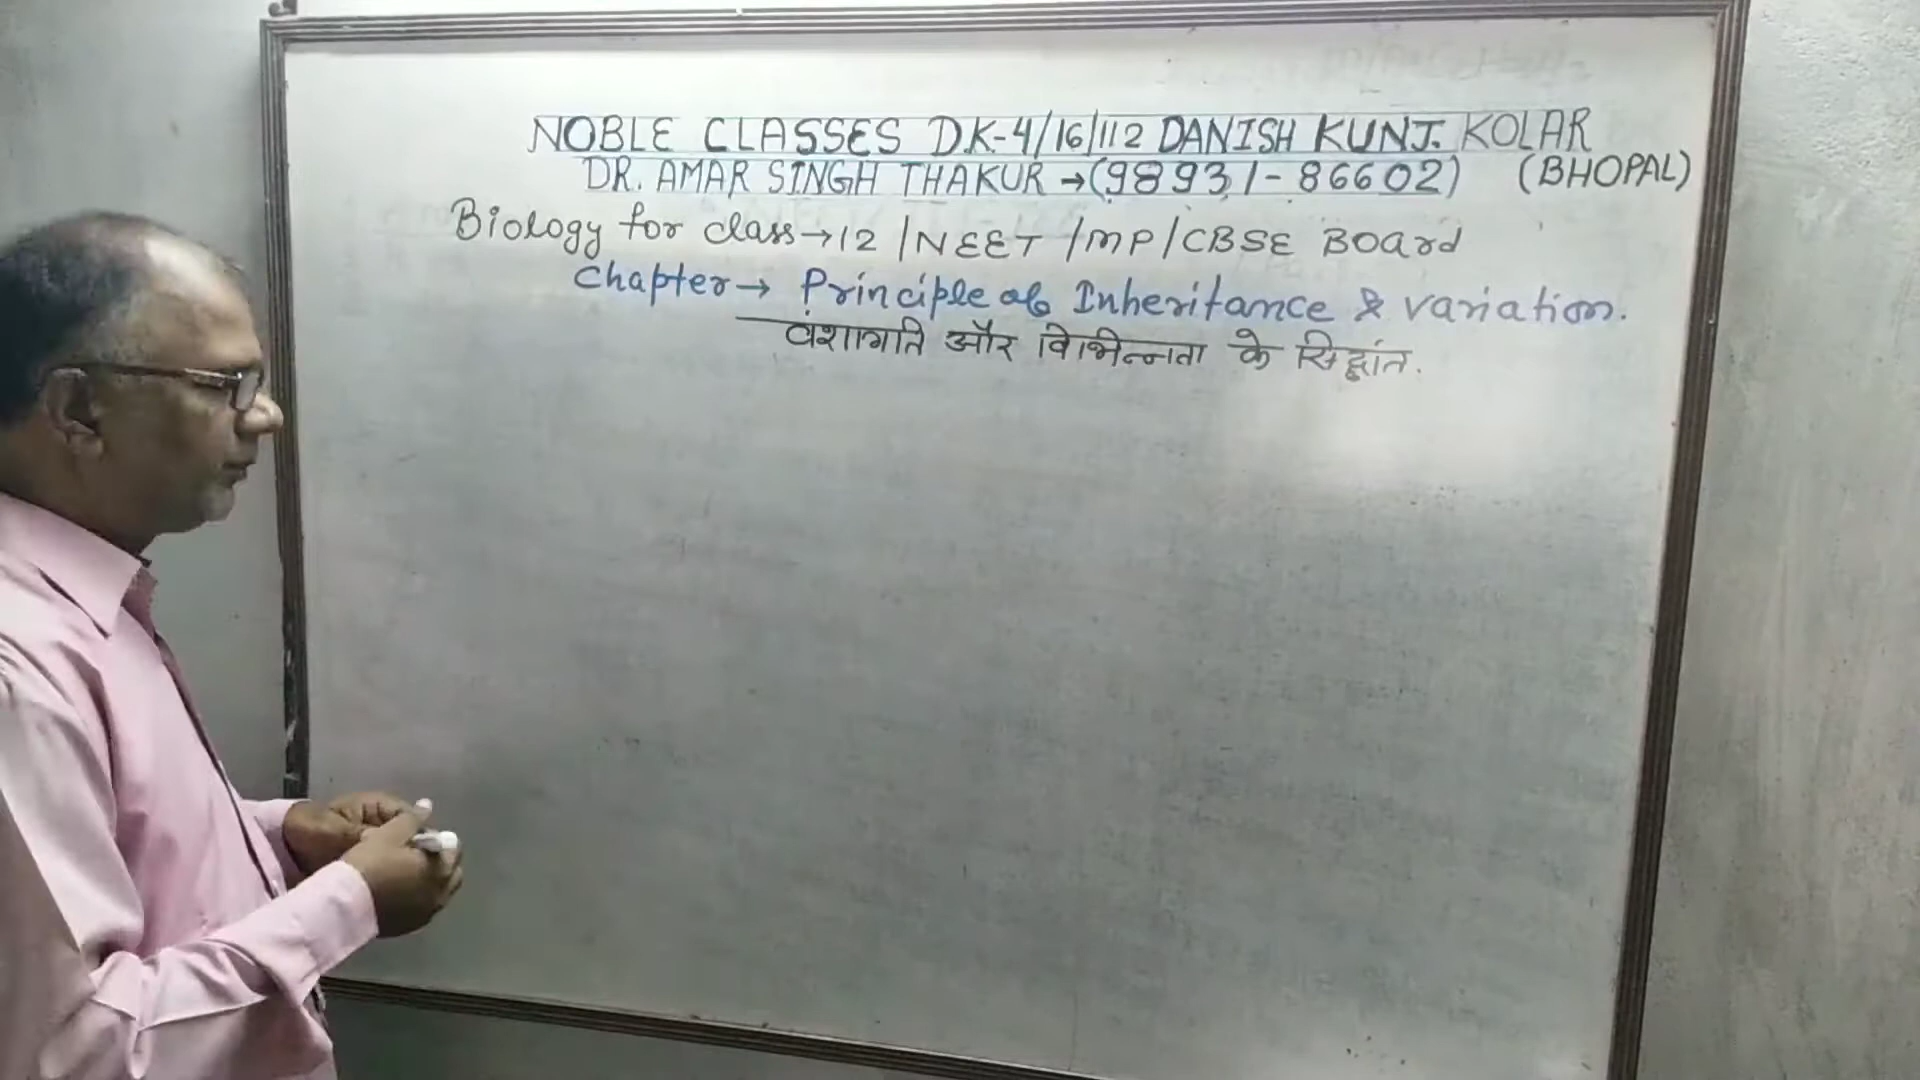 NOBLE CLASSES D.K-4/16/112 DANISH KUNJ. KOLAR
DR. AMAR SINGH THAKUR →(98931-86602) (BHOPAL)
Biology for class→12 /NEET /MP/CBSE BOARD
Chapter→ Principle of Inheritance & variation.
वंशागति और विभिन्नता के सिद्धांत.